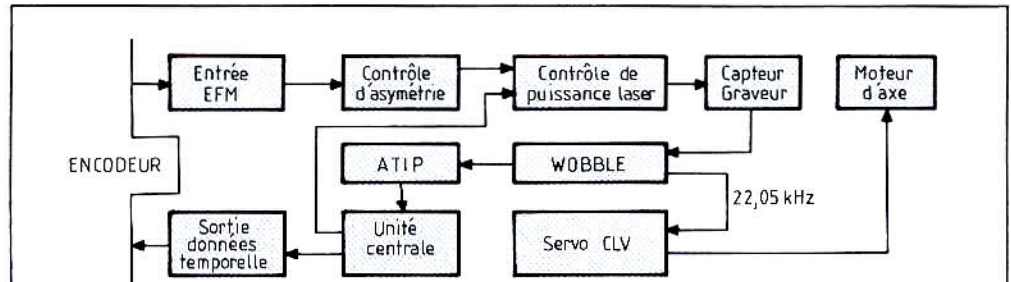 Entrée
EFM
Contrôle
d'asymétrie
Contrôle de
puissance laser
Capteur
Graveur
Moteur
d'axe
ENCODEUR
ATIP
WOBBLE
22,05 kHz
Sortie
données
temporelle
Unité
centrale
Servo CLV